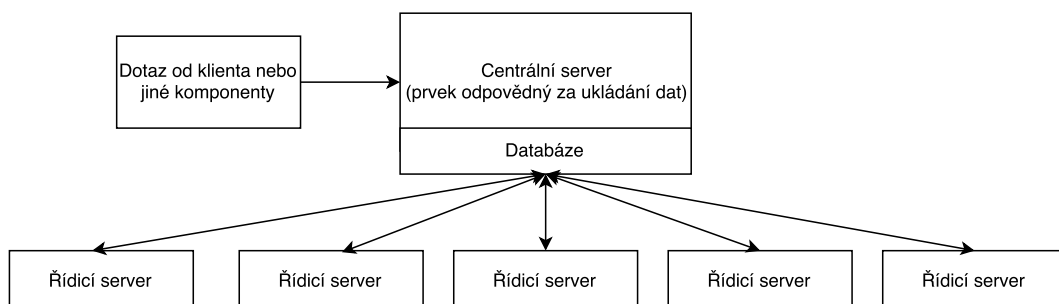 Dotaz od klienta nebo
jiné komponenty
Centrální server
(prvek odpovědný za ukládání dat)
Databáze
Řídicí server
Řídicí server
Řídicí server
Řídicí server
Řídicí server